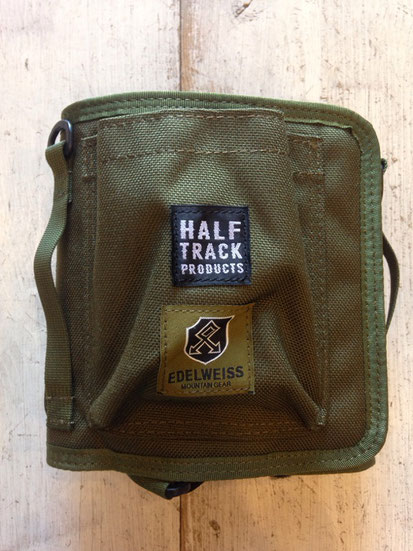 HALF
TRACK
PRODUCTS
EDELWEISS
MOUNTAIN GEAR